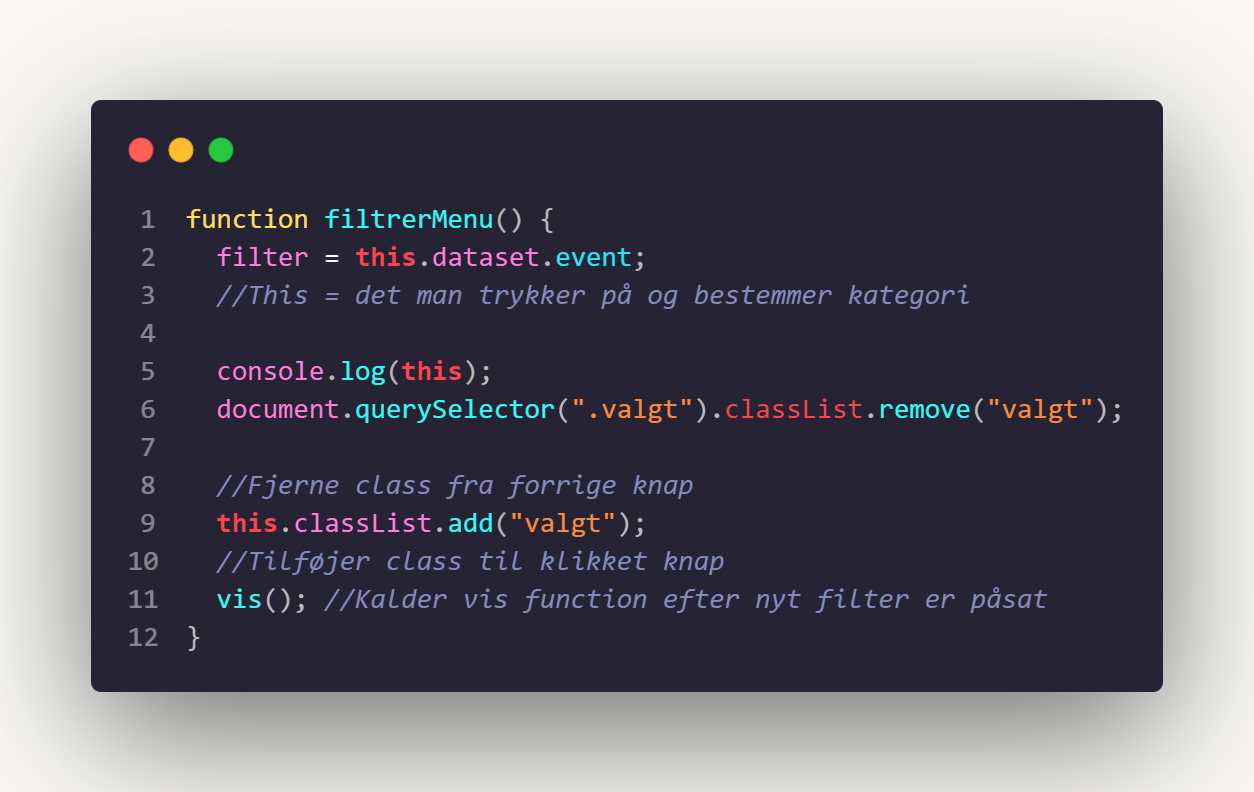 1 function filtrerMenu() {
2   filter = this.dataset.event;
3   //This = det man trykker på og bestemmer kategori
4
5   console.log(this);
6   document.querySelector(".valgt").classList.remove("valgt");
7
8   //Fjerne class fra forrige knap
9   this.classList.add("valgt");
10   //Tilføjer class til klikket knap
11   vis(); //Kalder vis function efter nyt filter er påsat
12 }